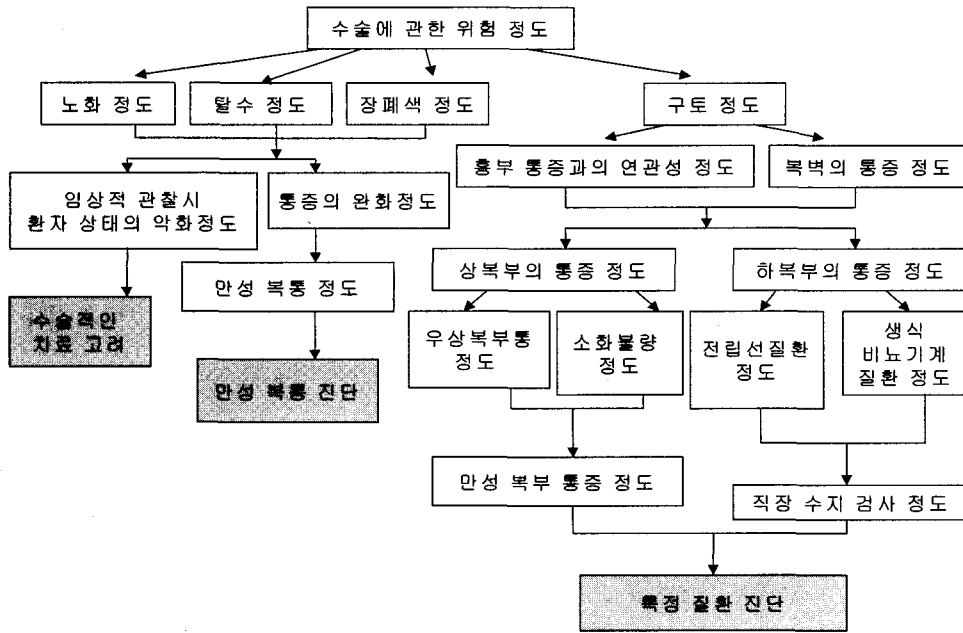 수술에 관한 위험 정도
노화 정도
탈수 정도
장폐색 정도
구토 정도
흉부 통증과의 연관성 정도
복벽의 통증 정도
임상적 관찰시
환자 상태의 악화정도
통증의 완화정도
상복부의 통증 정도
하복부의 통증 정도
만성 복통 정도
수술적인
치료 고려
우상복부통
정도
소화불량
정도
전립선질환
정도
생식
비뇨기계
질환 정도
만성 복통 진단
만성 복부 통증 정도
직장 수지 검사 정도
특정 질환 진단